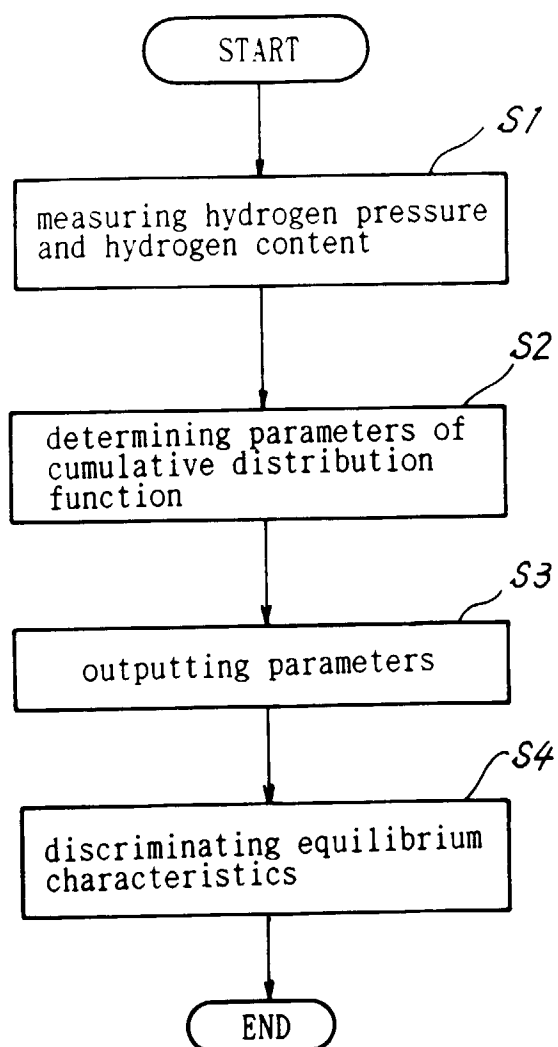 START
S1
measuring hydrogen pressure
and hydrogen content
S2
determining parameters of
cumulative distribution
function
S3
outputting parameters
S4
discriminating equilibrium
characteristics
END